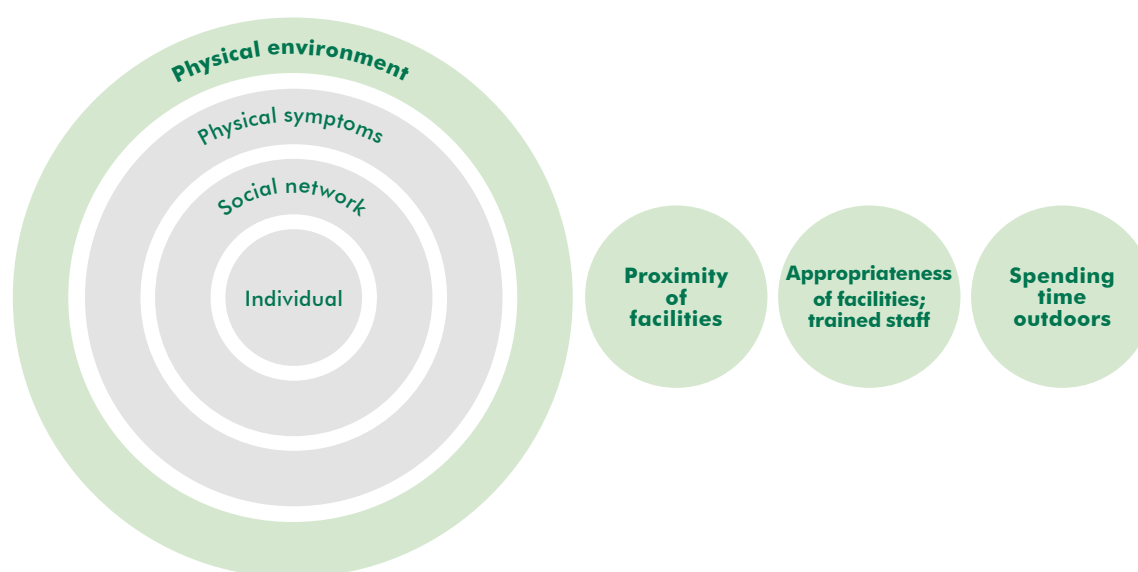 Physical environment
Physical symptoms
Social network
Individual
Proximity
of
facilities
Appropriateness
of facilities;
trained staff
Spending
time
outdoors